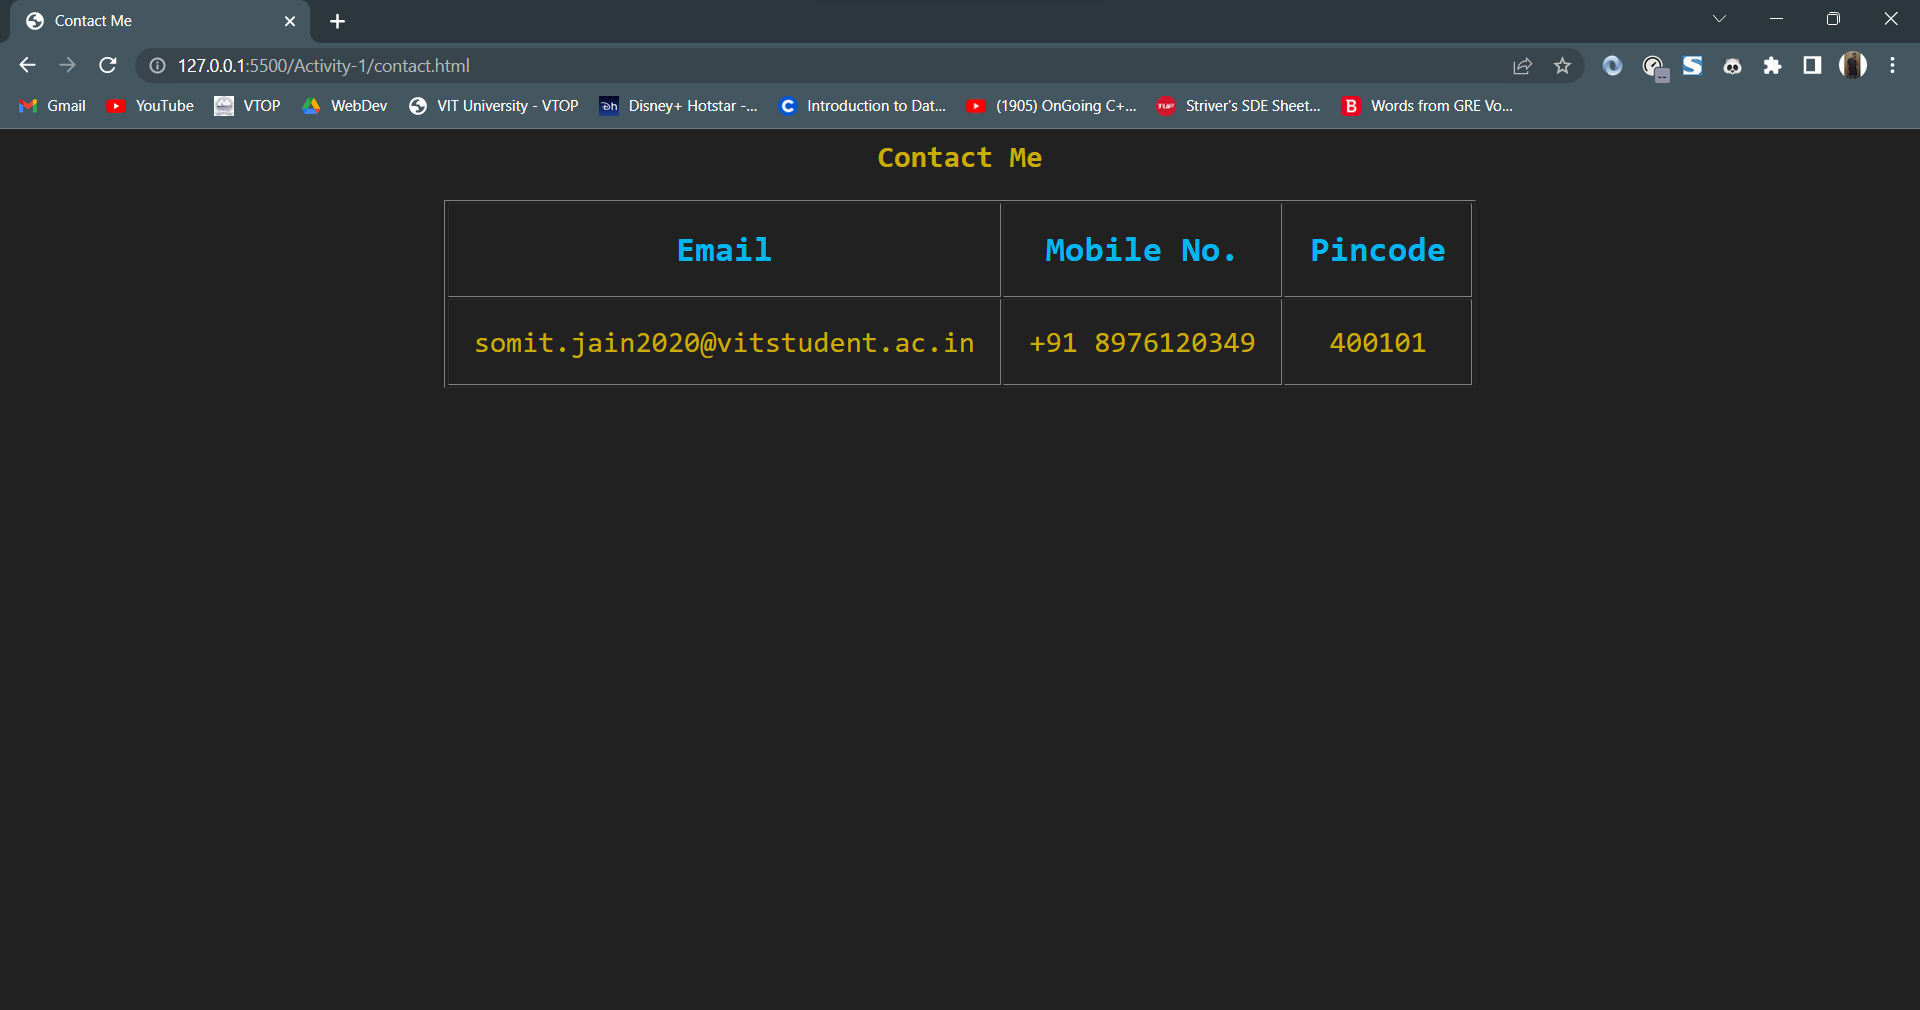 Contact Me
127.0.0.1:5500/Activity-1/contact.html
Gmail YouTube VTOP WebDev VIT University - VTOP Disney+ Hotstar -... Introduction to Dat... (1905) OnGoing C+... Striver's SDE Sheet... Words from GRE Vo...
Contact Me
Email Mobile No. Pincode
somit.jain2020@vitstudent.ac.in +91 8976120349 400101